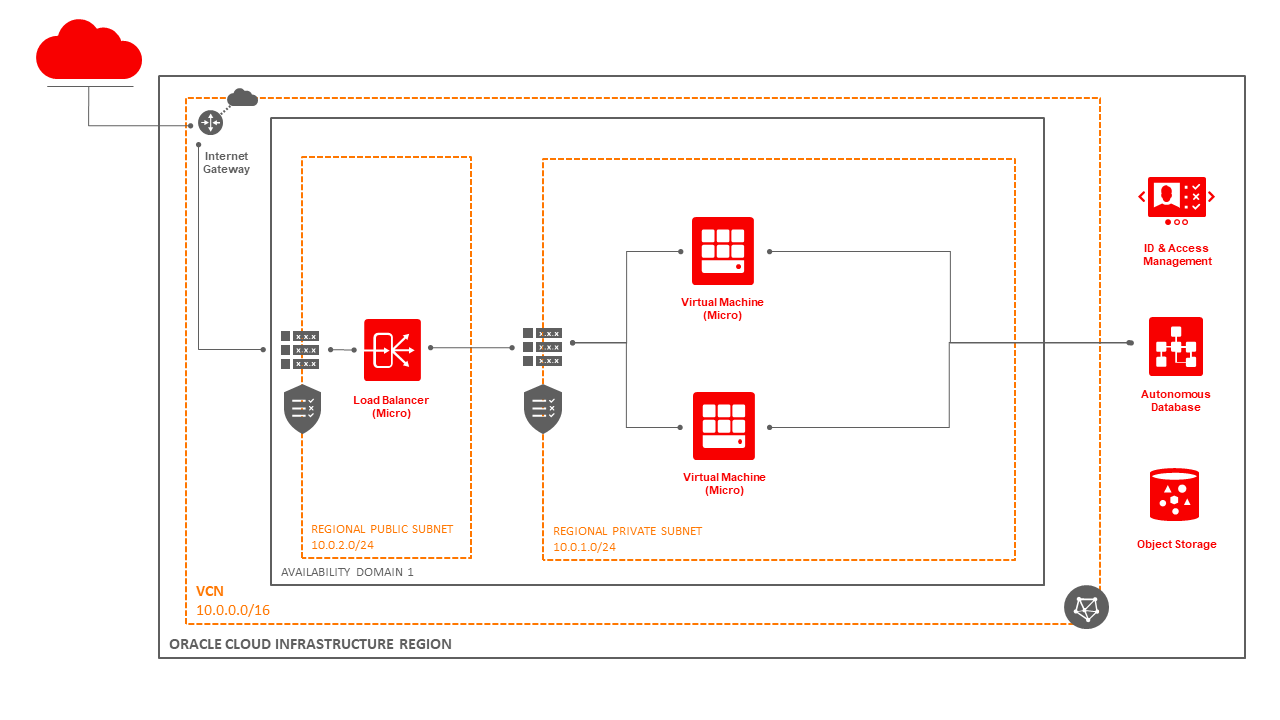 Internet
Gateway
x.x.x
x.x.x
x.x.x
Load Balancer
(Micro)
REGIONAL PUBLIC SUBNET
10.0.2.0/24
x.x.x
x.x.x
x.x.x
Virtual Machine
(Micro)
Virtual Machine
(Micro)
REGIONAL PRIVATE SUBNET
10.0.1.0/24
AVAILABILITY DOMAIN 1
VCN
10.0.0.0/16
ORACLE CLOUD INFRASTRUCTURE REGION
ID & Access
Management
Autonomous
Database
Object Storage